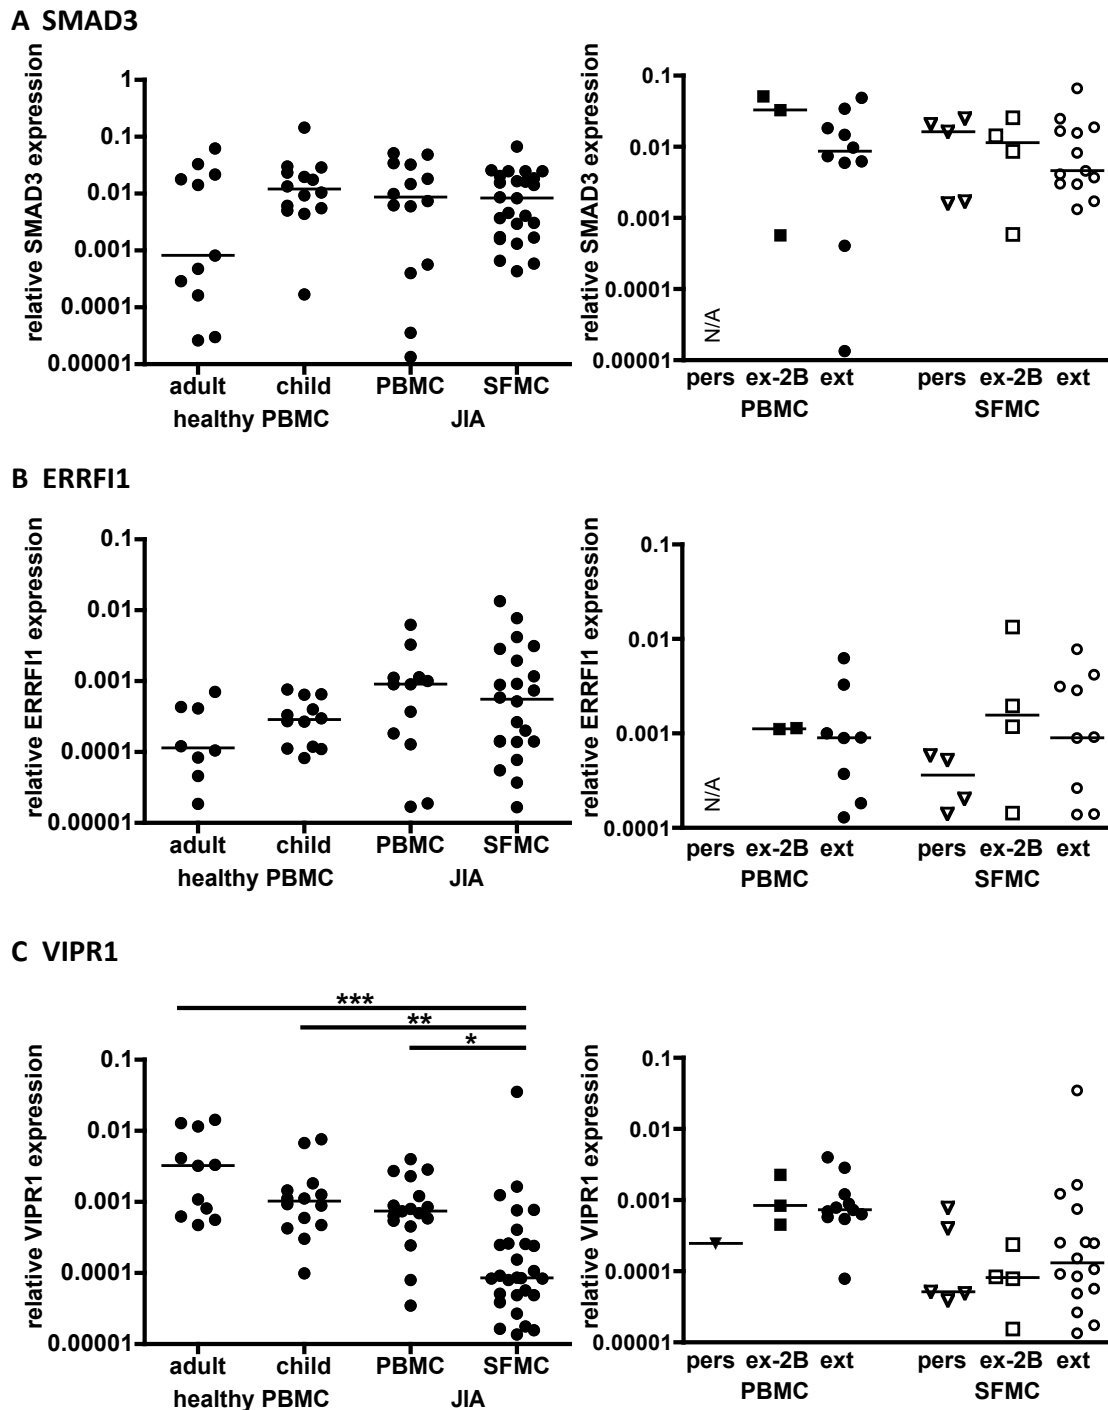 A SMAD3
relative SMAD3 expression
1
0.1
0.01
0.001
0.0001
0.00001
adult child PBMC SFMC
healthy PBMC JIA
relative SMAD3 expression
0.1
0.01
0.001
0.0001
0.00001
N/A
pers ex-2B ext pers ex-2B ext
PBMC SFMC
B ERRFI1
relative ERRFI1 expression
0.1
0.01
0.001
0.0001
0.00001
adult child PBMC SFMC
healthy PBMC JIA
relative ERRFI1 expression
0.1
0.01
0.001
0.0001
N/A
pers ex-2B ext pers ex-2B ext
PBMC SFMC
C VIPR1
***
**
*
relative VIPR1 expression
0.1
0.01
0.001
0.0001
0.00001
adult child PBMC SFMC
healthy PBMC JIA
relative VIPR1 expression
0.1
0.01
0.001
0.0001
0.00001
pers ex-2B ext pers ex-2B ext
PBMC SFMC